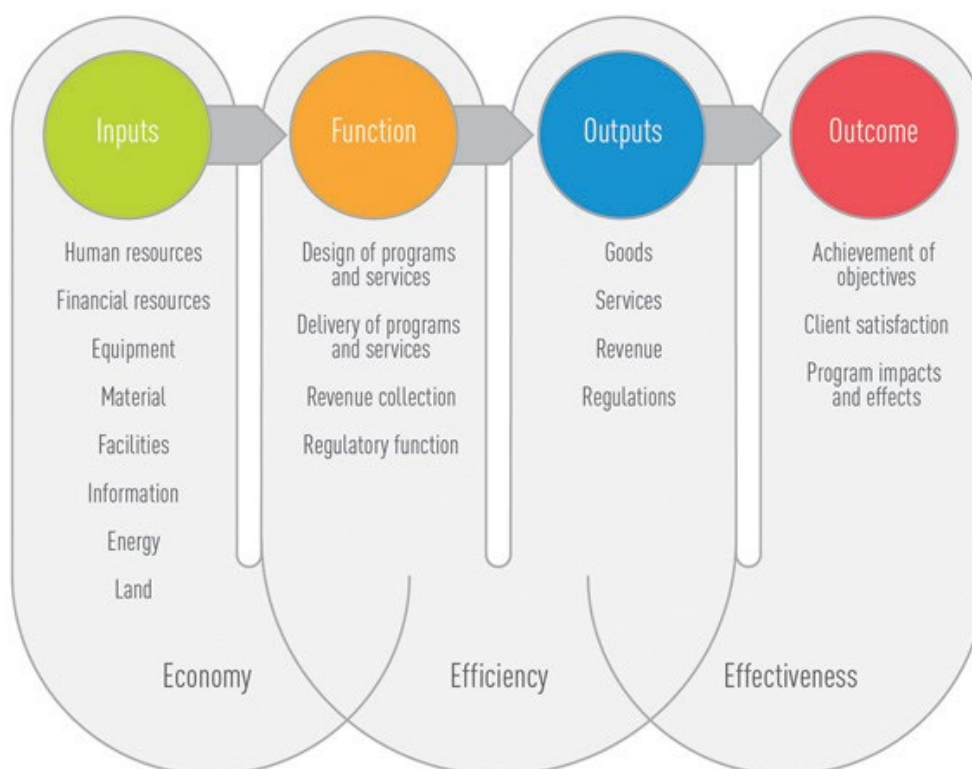 Inputs
Function
Outputs
Outcome
Human resources
Financial resources
Equipment
Material
Facilities
Information
Energy
Land
Design of programs
and services
Delivery of programs
and services
Revenue collection
Regulatory function
Goods
Services
Revenue
Regulations
Achievement of
objectives
Client satisfaction
Program impacts
and effects
Economy
Efficiency
Effectiveness